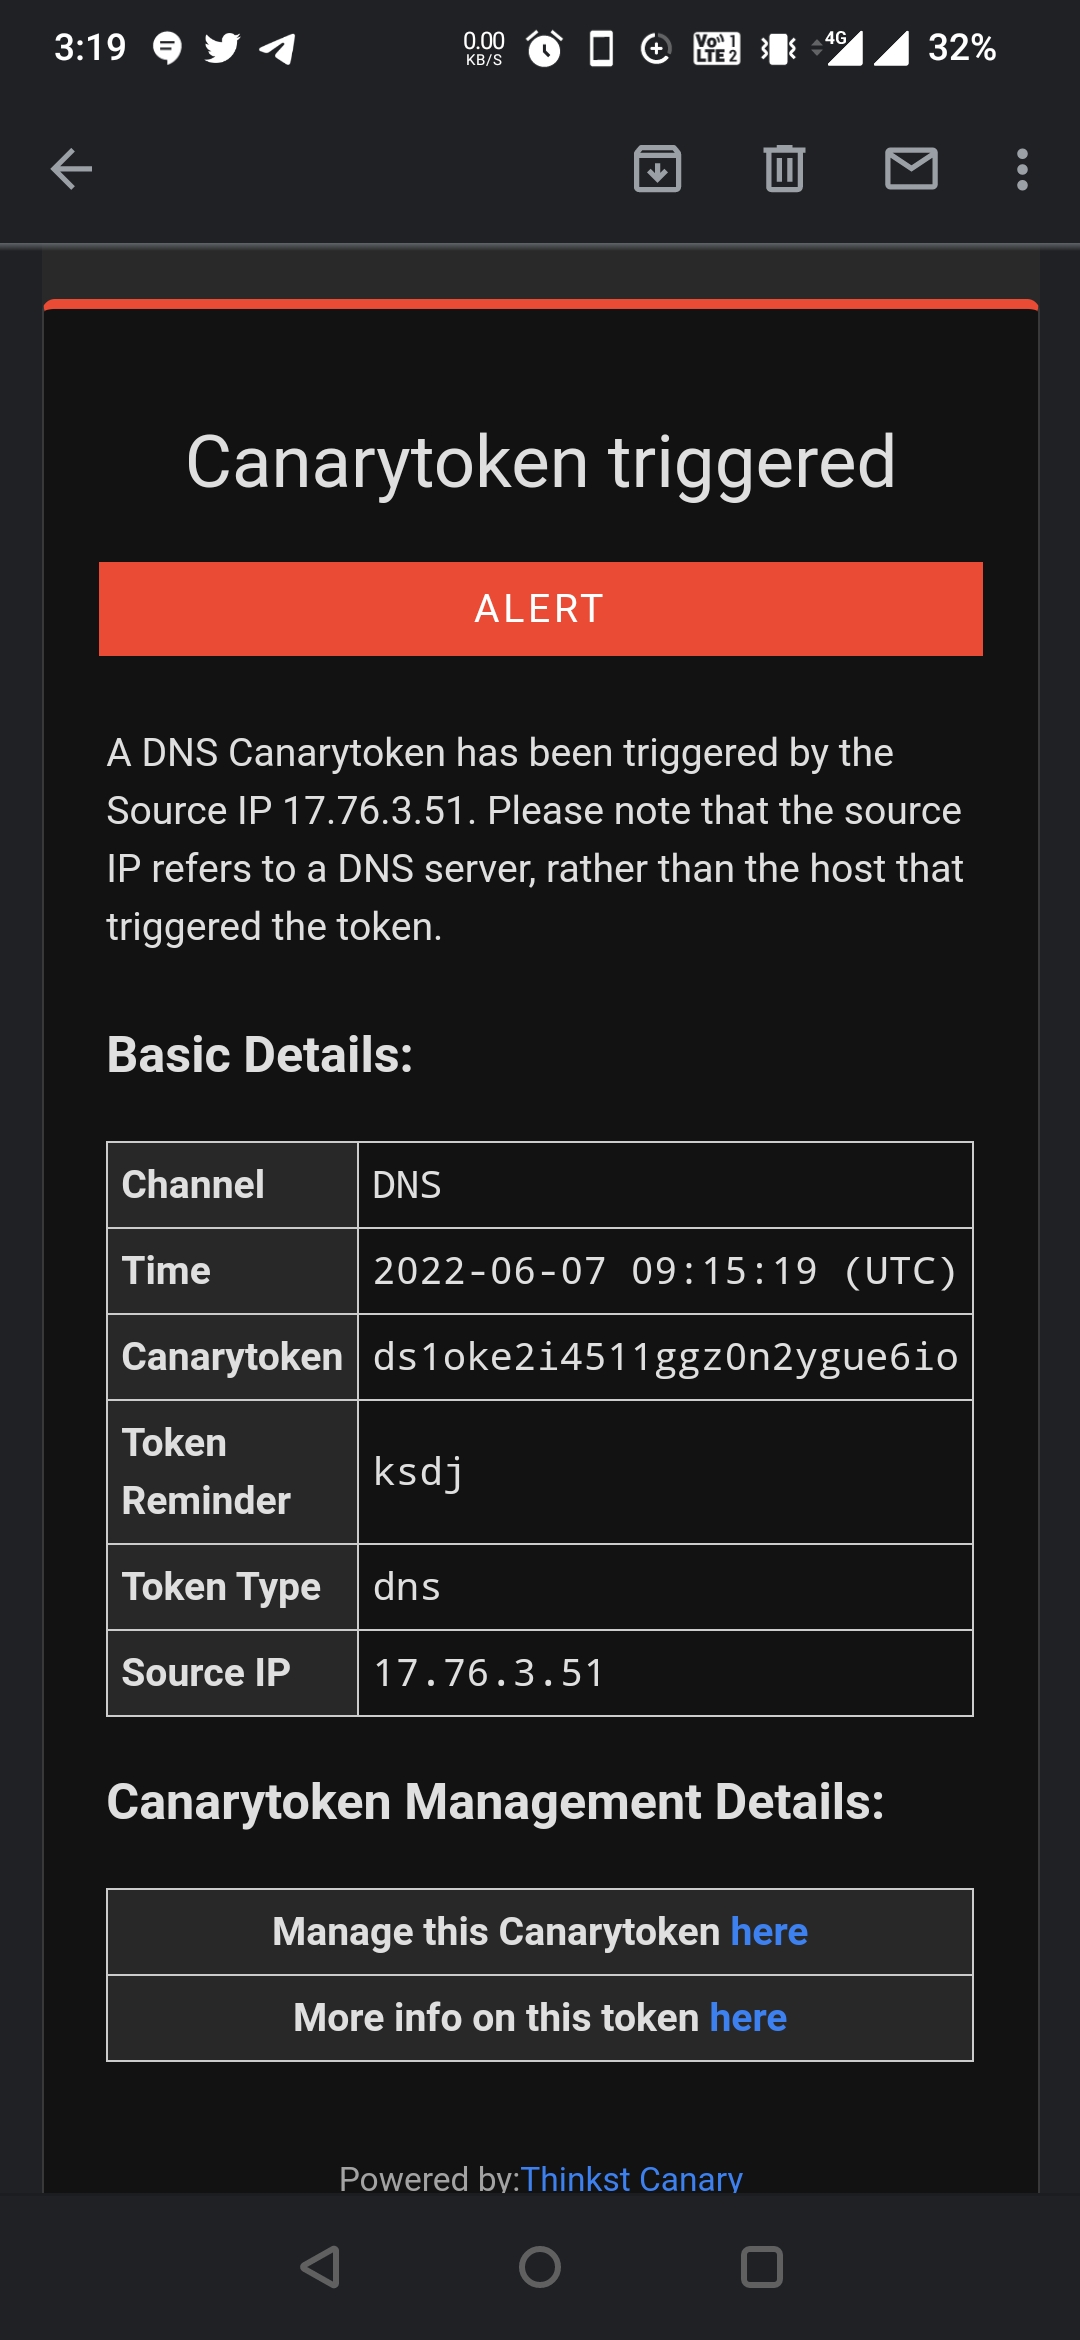 3:19 0.00 KB/S Vo)) 1 LTE 2 4G 32%
Canarytoken triggered
ALERT
A DNS Canarytoken has been triggered by the
Source IP 17.76.3.51. Please note that the source
IP refers to a DNS server, rather than the host that
triggered the token.
Basic Details:
Channel DNS
Time 2022-06-07 09:15:19 (UTC)
Canarytoken ds1oke2i4511ggz0n2ygue6io
Token
Reminder ksdj
Token Type dns
Source IP 17.76.3.51
Canarytoken Management Details:
Manage this Canarytoken here
More info on this token here
Powered by:Thinkst Canary